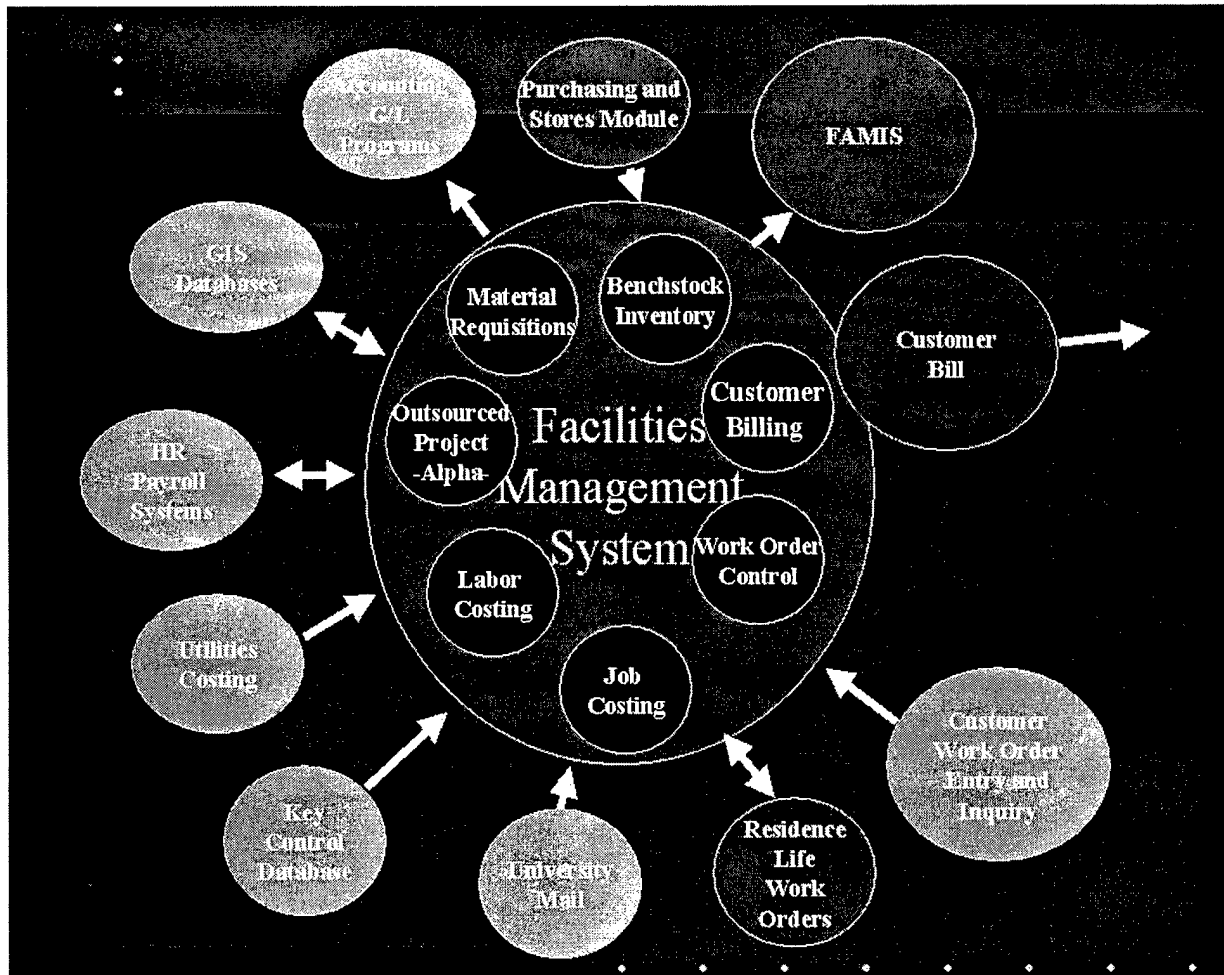 Accounting
G/L
Programs
Purchasing and
Stores Module
FAMIS
GIS
Databases
Material
Requisitions
Benchstock
Inventory
Customer
Bill
Customer
Billing
Outsourced
Project
-Alpha-
Facilities
Management
System
HR
Payroll
Systems
Work Order
Control
Labor
Costing
Utilities
Costing
Job
Costing
Customer
Work Order
Entry and
Inquiry
Key
Control
Database
University
Mail
Residence
Life
Work
Orders